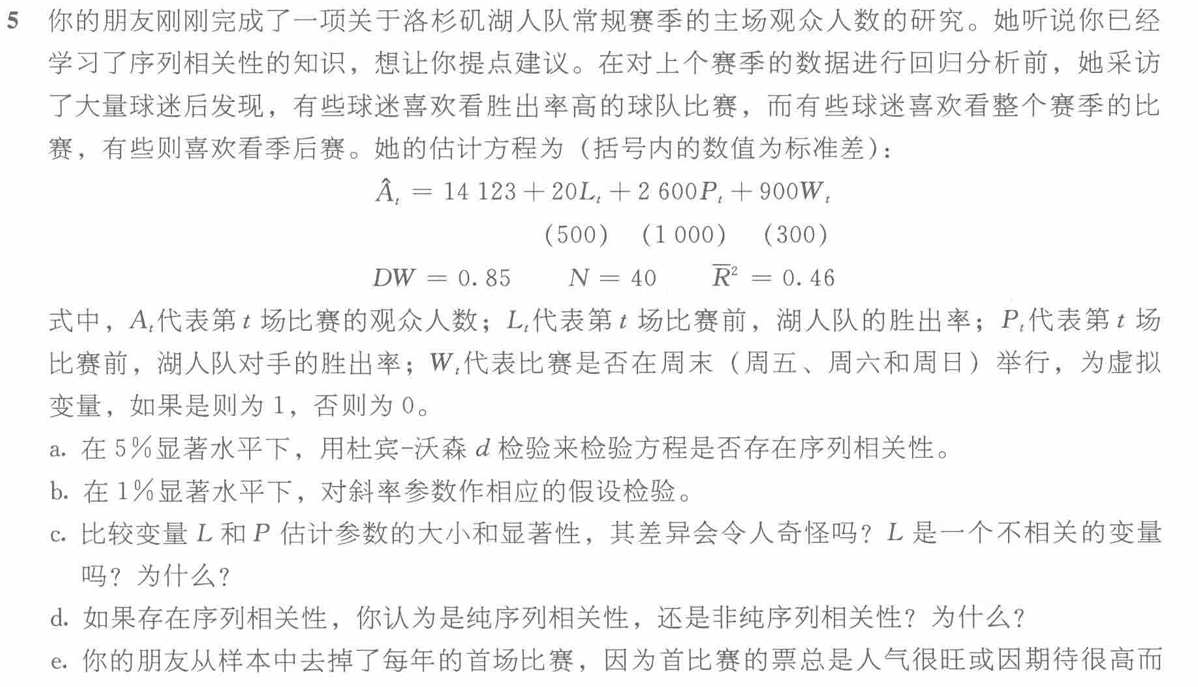 5 你的朋友刚刚完成了一项关于洛杉矶湖人队常规赛季的主场观众人数的研究。她听说你已经
学习了序列相关性的知识，想让你提点建议。在对上个赛季的数据进行回归分析前，她采访
了大量球迷后发现，有些球迷喜欢看胜出率高的球队比赛，而有些球迷喜欢看整个赛季的比
赛，有些则喜欢看季后赛。她的估计方程为（括号内的数值为标准差）：
Â_t = 14 123 + 20L_t + 2 600P_t + 900W_t
(500) (1 000) (300)
DW = 0.85 N = 40 R̅² = 0.46
式中，A_t代表第 t 场比赛的观众人数；L_t代表第 t 场比赛前，湖人队的胜出率；P_t代表第 t 场
比赛前，湖人队对手的胜出率；W_t代表比赛是否在周末（周五、周六和周日）举行，为虚拟
变量，如果是则为 1，否则为 0。
a. 在 5%显著水平下，用杜宾-沃森 d 检验来检验方程是否存在序列相关性。
b. 在 1%显著水平下，对斜率参数作相应的假设检验。
c. 比较变量 L 和 P 估计参数的大小和显著性，其差异会令人奇怪吗？L 是一个不相关的变量
吗？为什么？
d. 如果存在序列相关性，你认为是纯序列相关性，还是非纯序列相关性？为什么？
e. 你的朋友从样本中去掉了每年的首场比赛，因为首比赛的票总是人气很旺或因期待很高而